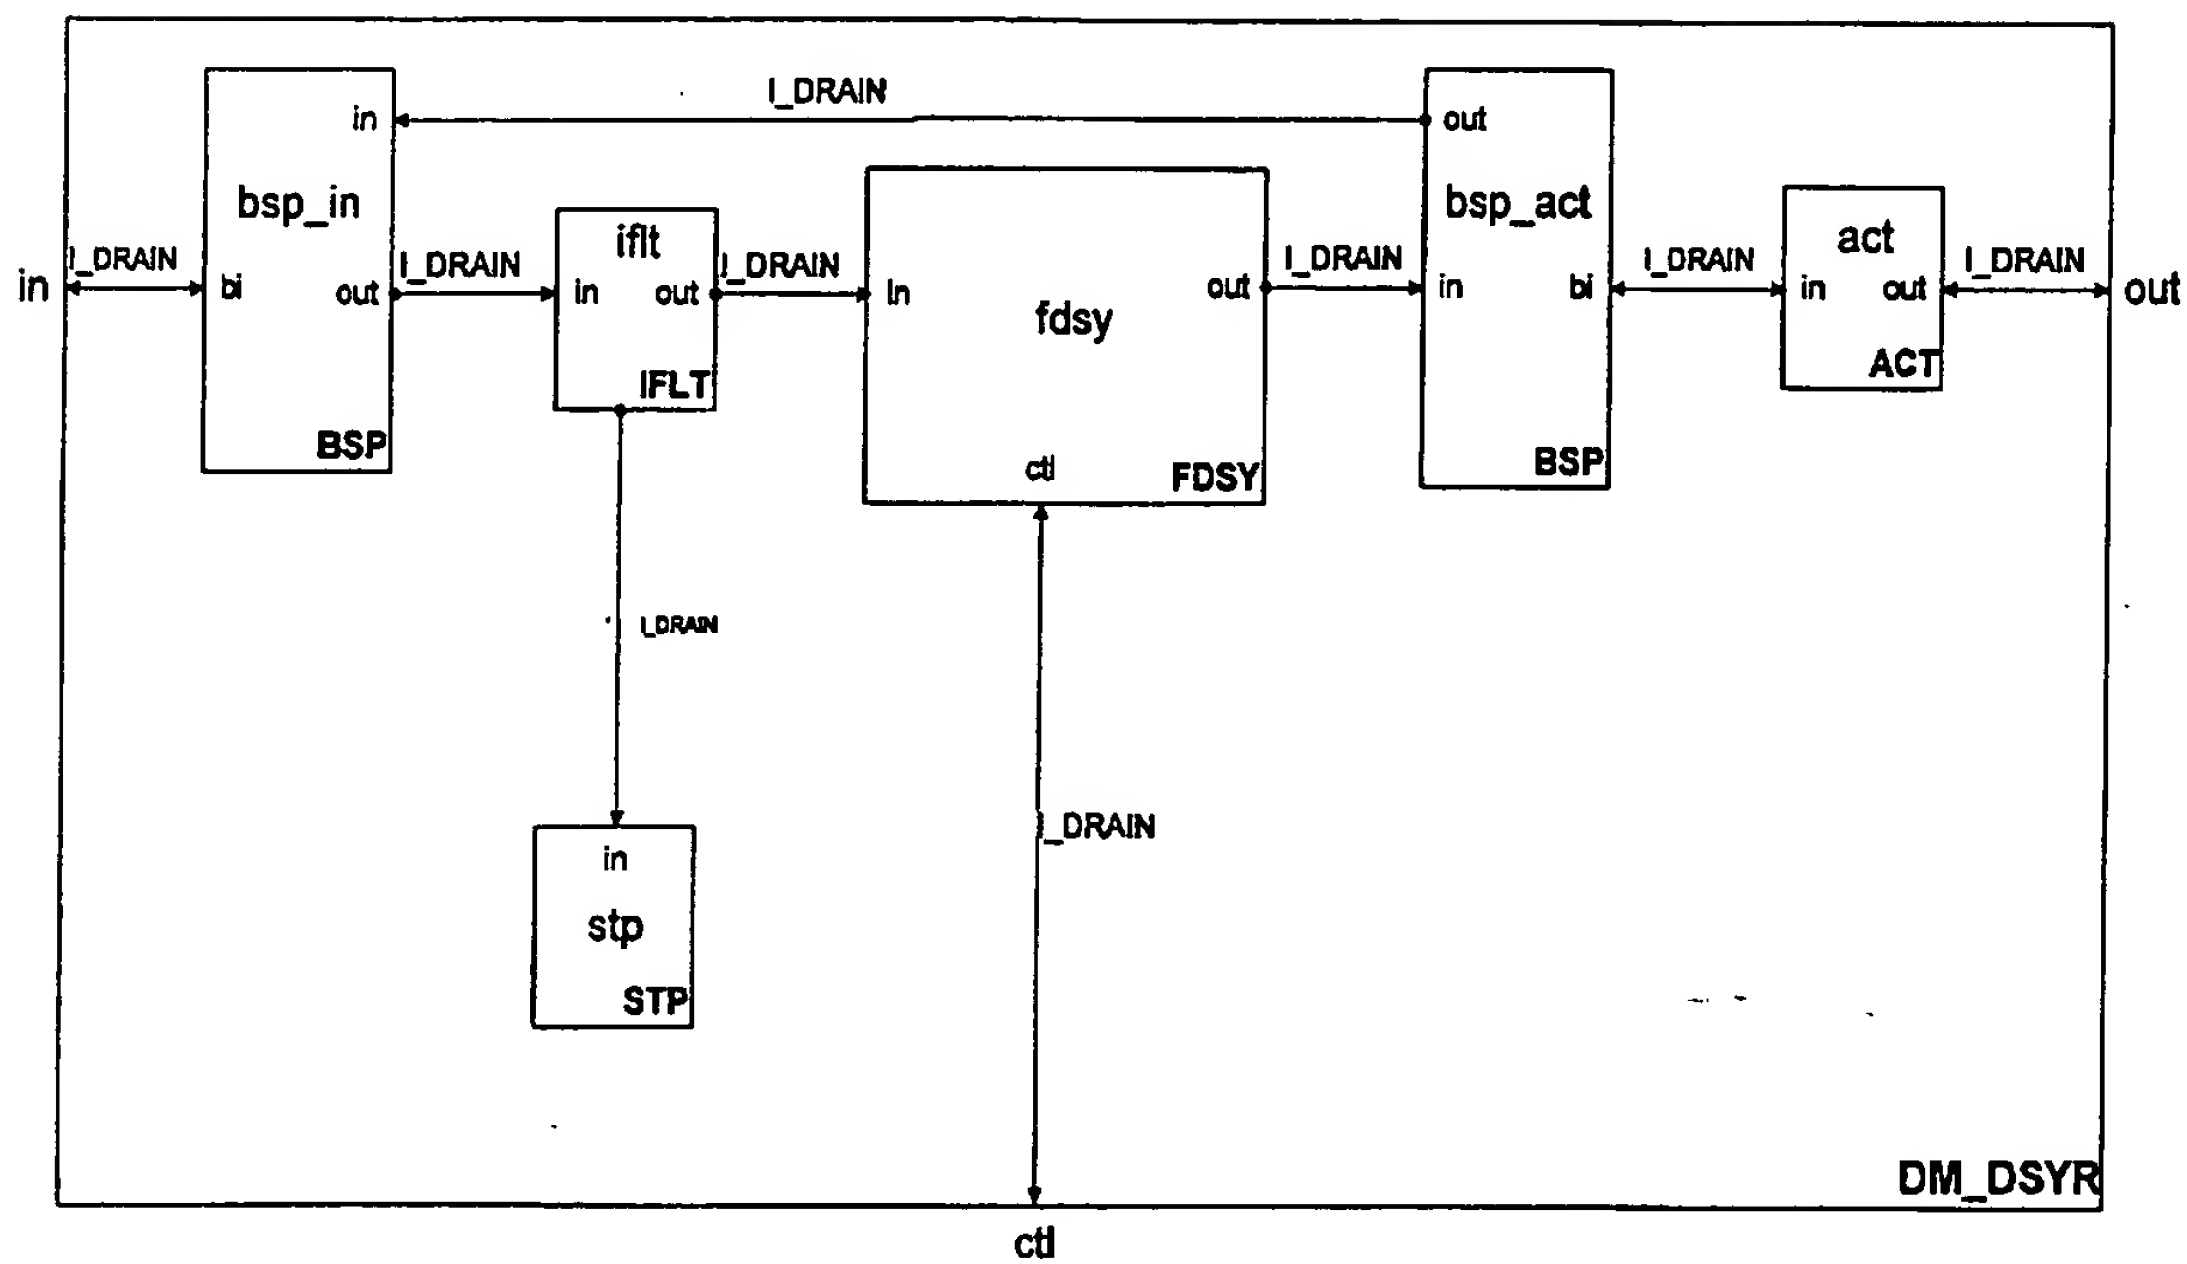 I_DRAIN
in
out
bsp_in
bsp_act
iflt
act
in
I_DRAIN
bi
out
I_DRAIN
in
out
I_DRAIN
in
fdsy
out
I_DRAIN
in
bi
I_DRAIN
in
out
I_DRAIN
out
BSP
IFLT
ctl
FDSY
BSP
ACT
I_DRAIN
I_DRAIN
in
stp
STP
DM_DSYR
ctl